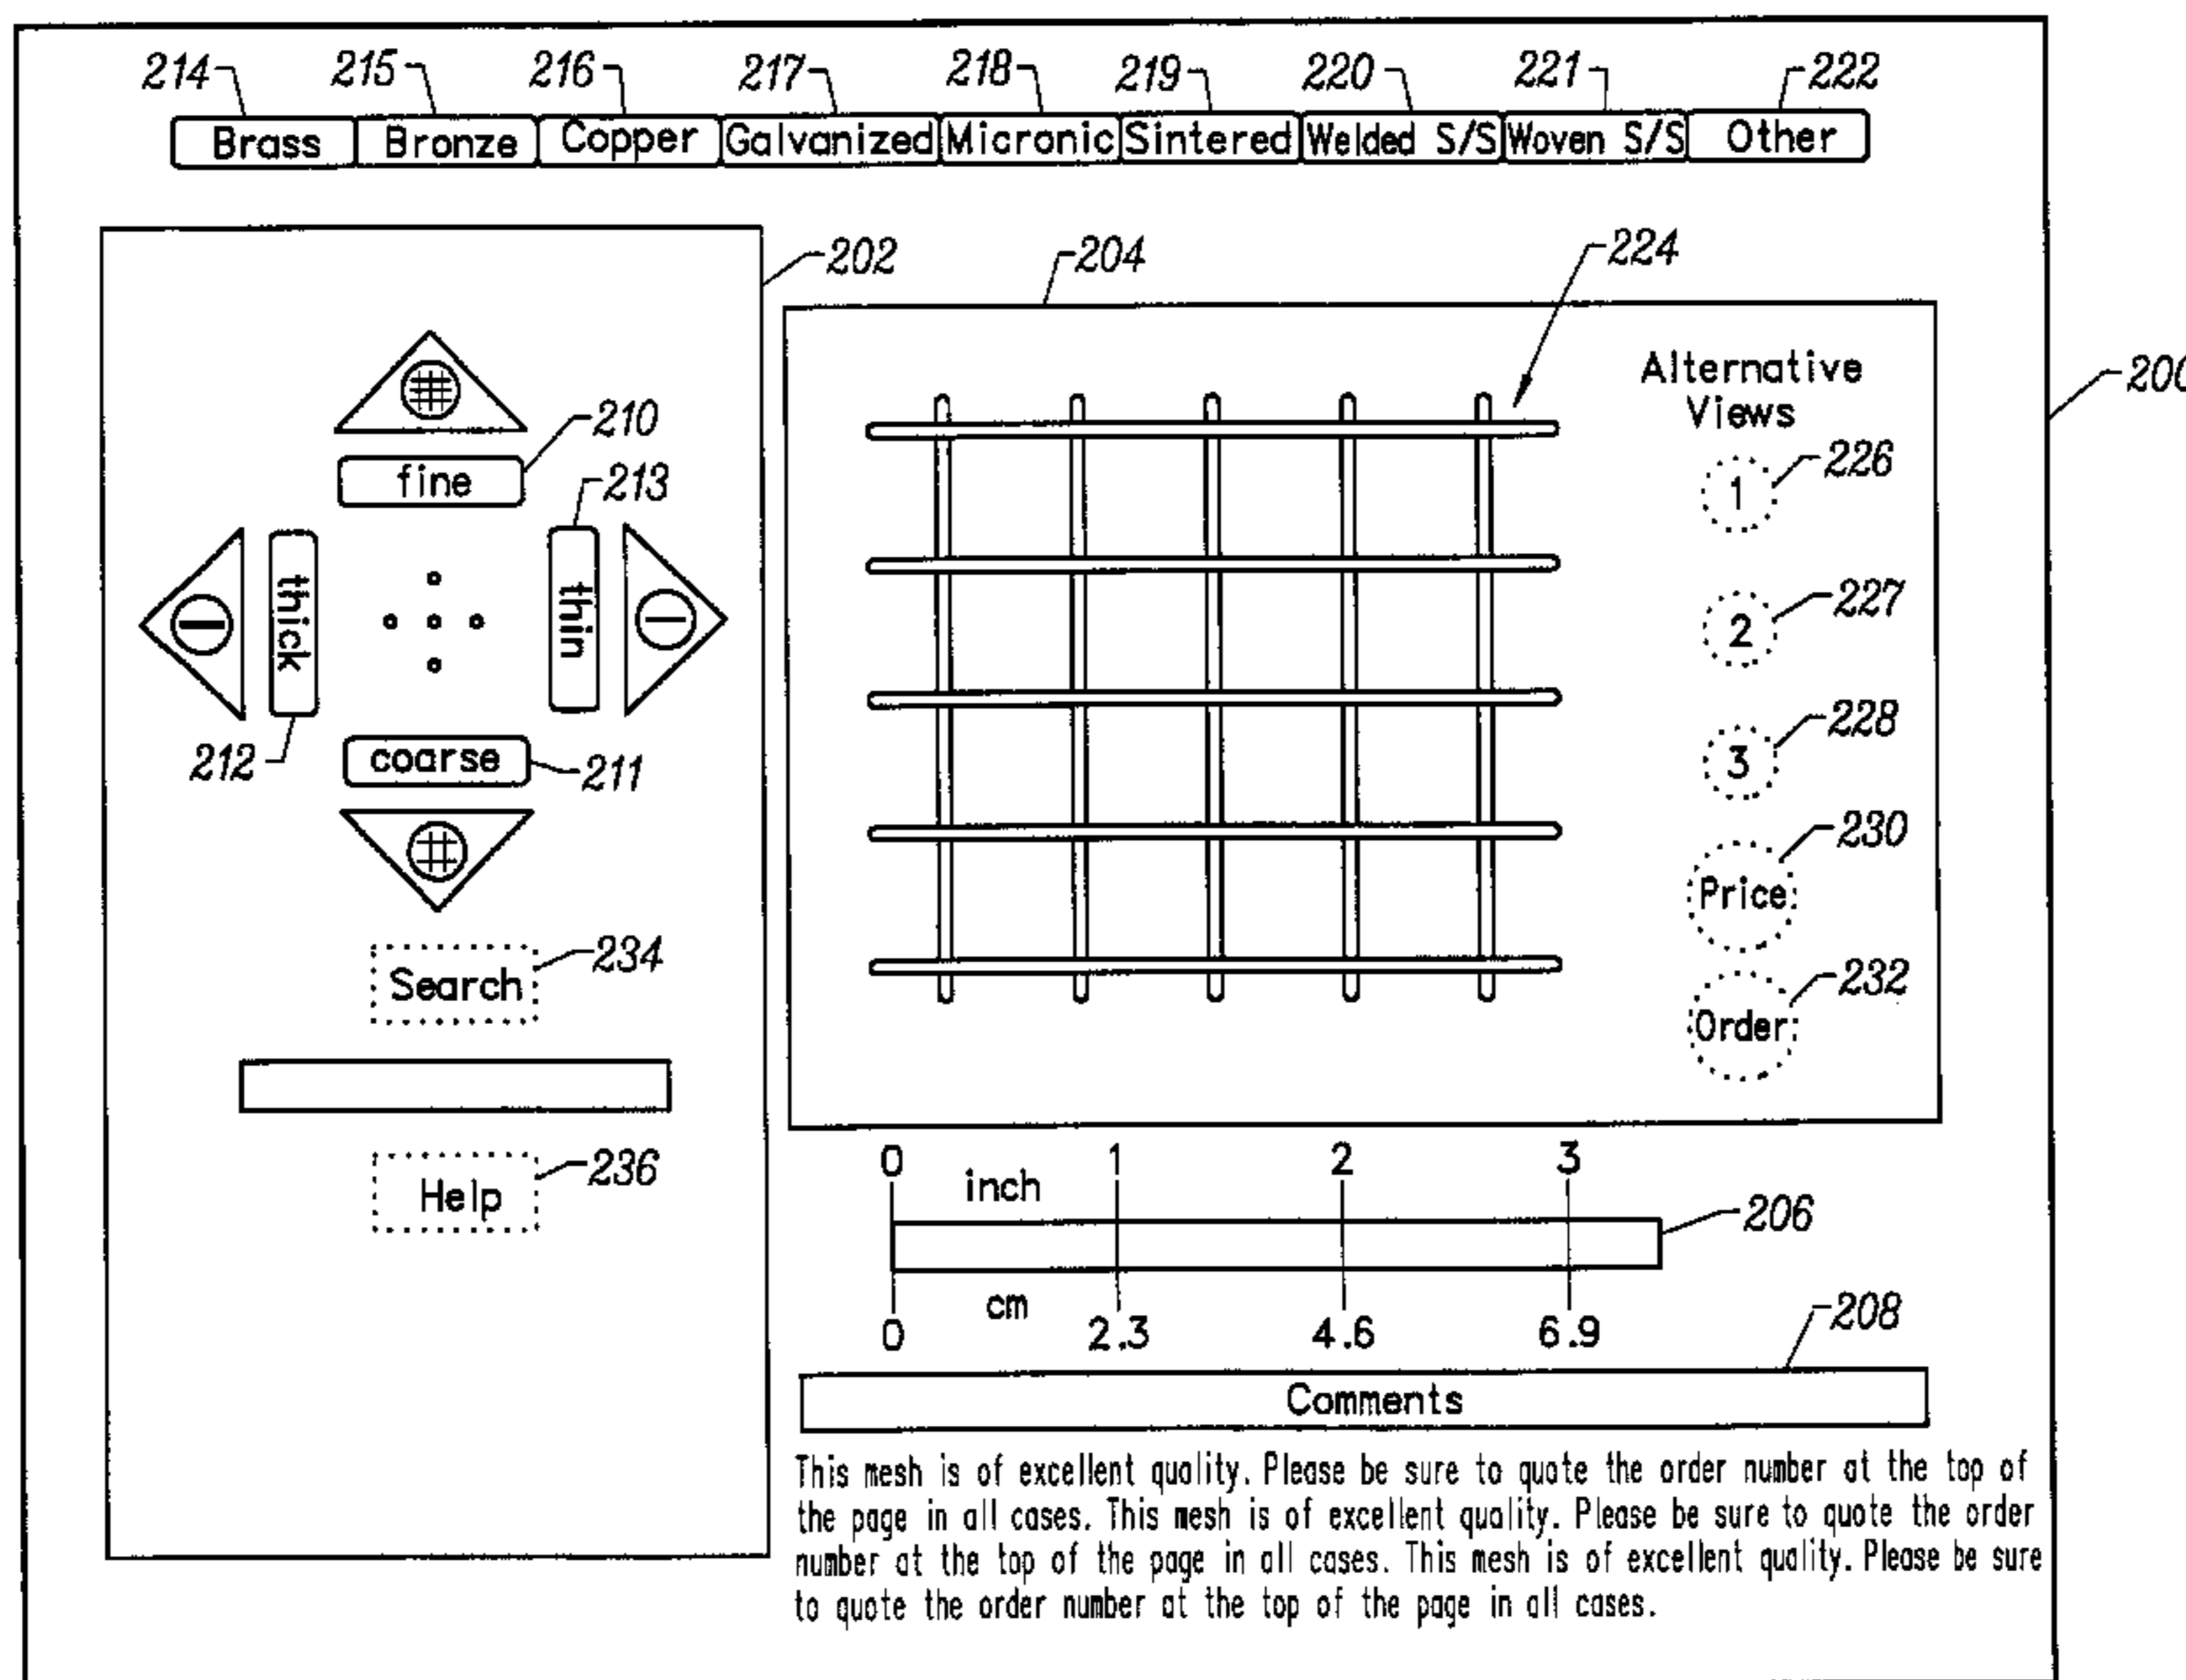 214 215 216 217 218 219 220 221 222
Brass Bronze Copper Galvanized Micronic Sintered Welded S/S Woven S/S Other
202
204
224
200
210
fine
213
thick
thin
212
coarse
211
234
Search
236
Help
Alternative
Views
226
1
227
2
228
3
230
Price
232
Order
0 1 2 3
inch
206
cm
0 2.3 4.6 6.9
208
Comments
This mesh is of excellent quality. Please be sure to quote the order number at the top of
the page in all cases. This mesh is of excellent quality. Please be sure to quote the order
number at the top of the page in all cases. This mesh is of excellent quality. Please be sure
to quote the order number at the top of the page in all cases.